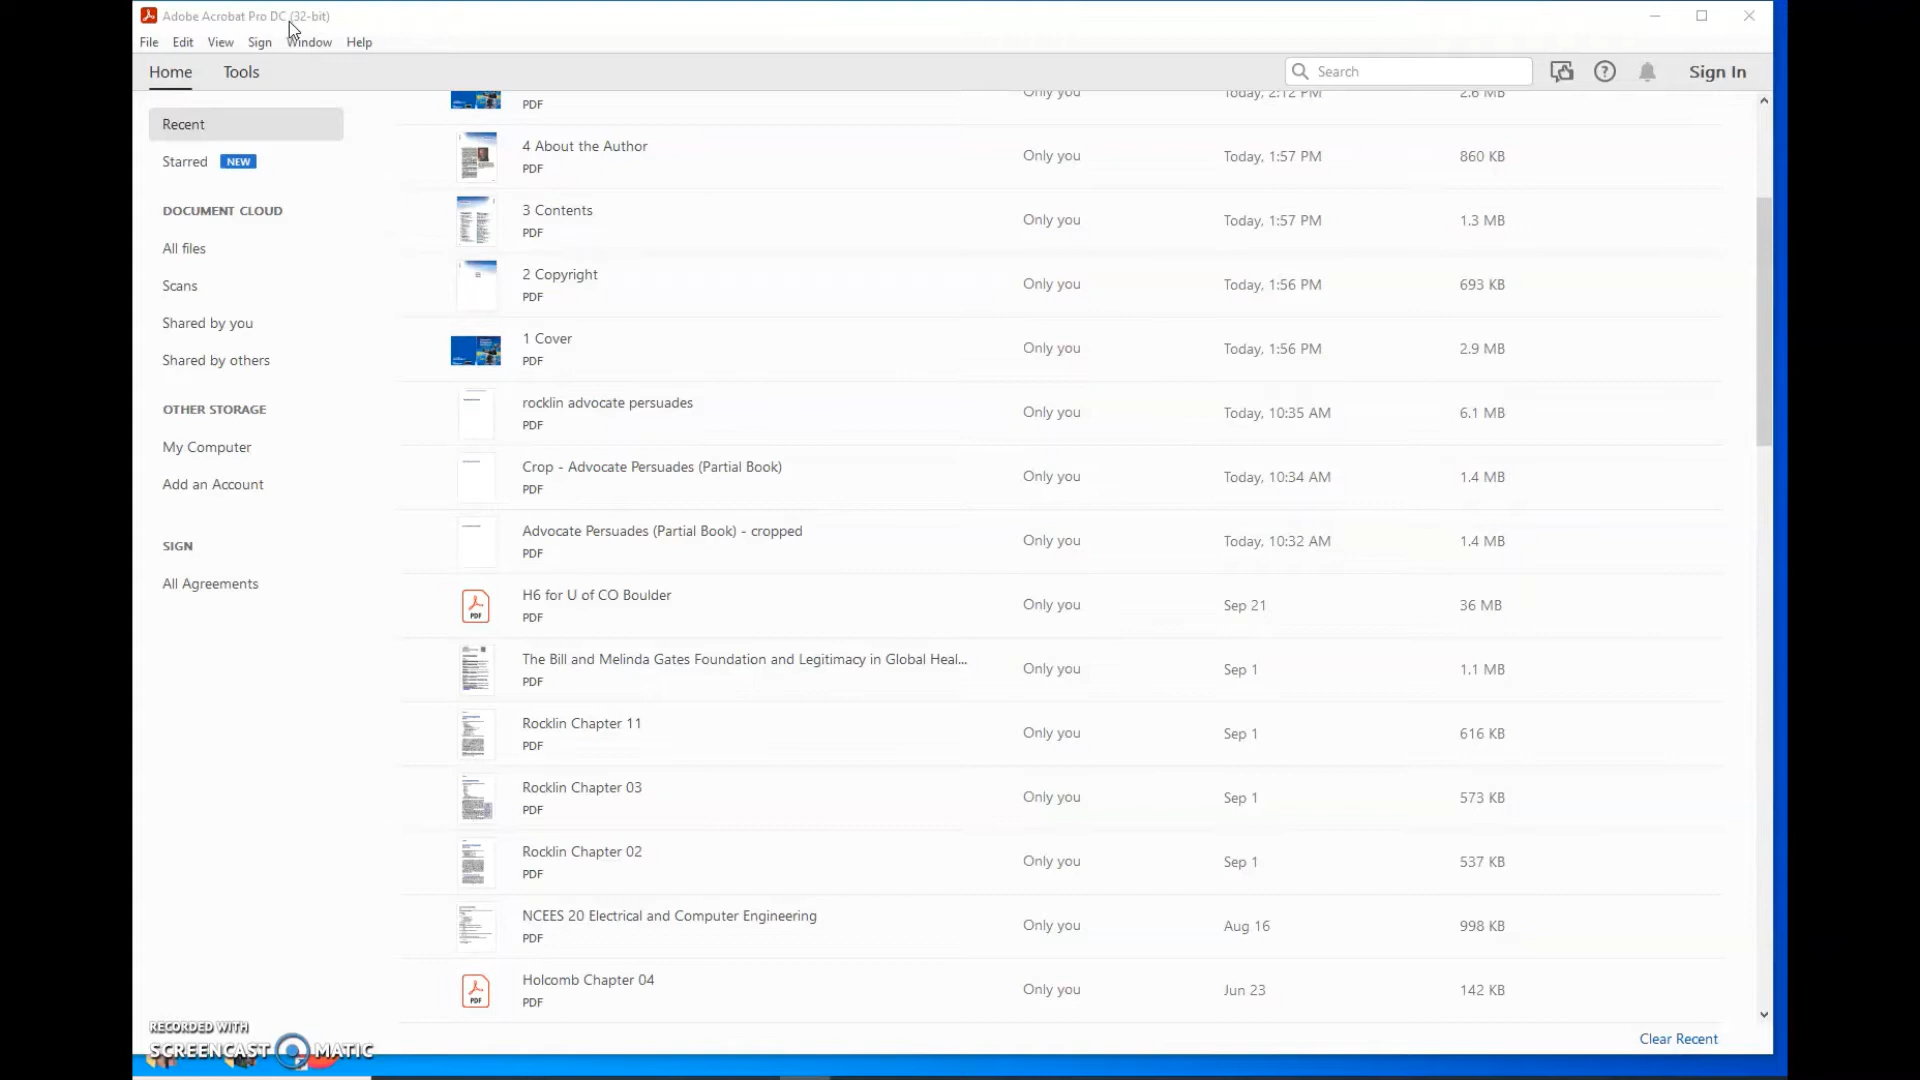 Adobe Acrobat Pro DC (32-bit)
File Edit View Sign Window Help
Home Tools Search Sign In
Recent
Starred NEW
DOCUMENT CLOUD
All files
Scans
Shared by you
Shared by others
OTHER STORAGE
My Computer
Add an Account
SIGN
All Agreements
PDF Only you Today, 2:12 PM 2.6 MB
4 About the Author
PDF Only you Today, 1:57 PM 860 KB
3 Contents
PDF Only you Today, 1:57 PM 1.3 MB
2 Copyright
PDF Only you Today, 1:56 PM 693 KB
1 Cover
PDF Only you Today, 1:56 PM 2.9 MB
rocklin advocate persuades
PDF Only you Today, 10:35 AM 6.1 MB
Crop - Advocate Persuades (Partial Book)
PDF Only you Today, 10:34 AM 1.4 MB
Advocate Persuades (Partial Book) - cropped
PDF Only you Today, 10:32 AM 1.4 MB
H6 for U of CO Boulder
PDF PDF Only you Sep 21 36 MB
The Bill and Melinda Gates Foundation and Legitimacy in Global Heal...
PDF Only you Sep 1 1.1 MB
Rocklin Chapter 11
PDF Only you Sep 1 616 KB
Rocklin Chapter 03
PDF Only you Sep 1 573 KB
Rocklin Chapter 02
PDF Only you Sep 1 537 KB
NCEES 20 Electrical and Computer Engineering
PDF Only you Aug 16 998 KB
Holcomb Chapter 04
PDF PDF Only you Jun 23 142 KB
Clear Recent
RECORDED WITH
SCREENCAST MATIC